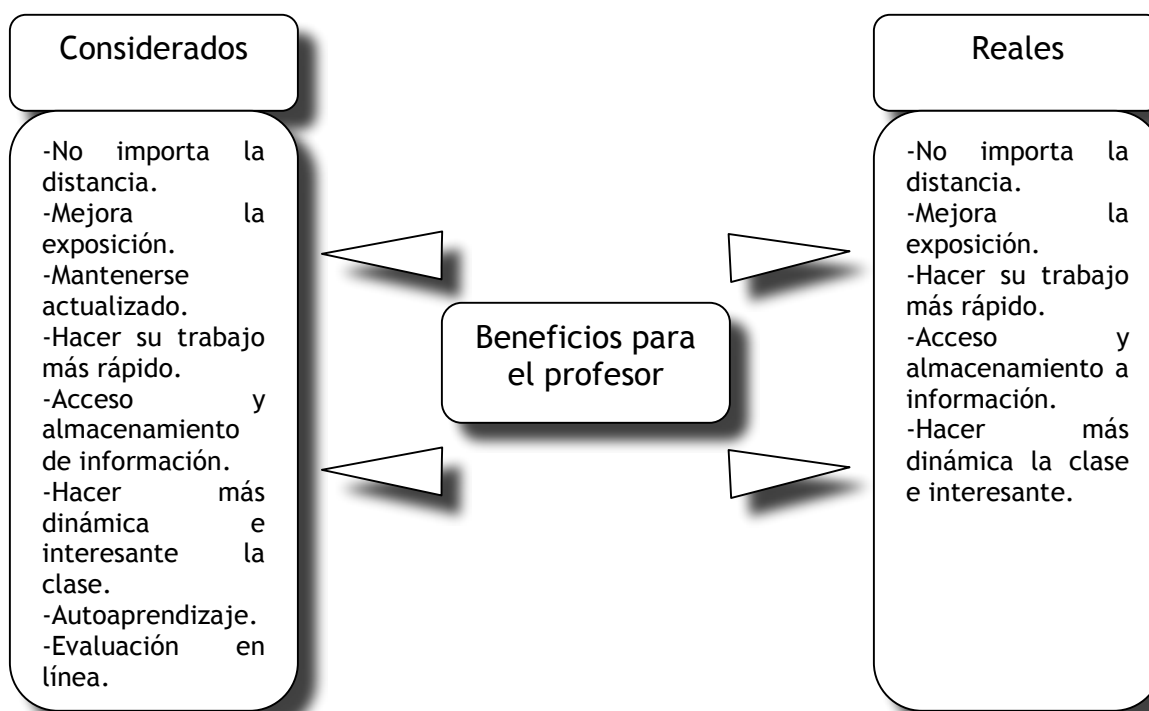 Considerados
-No importa la
distancia.
-Mejora la
exposición.
-Mantenerse
actualizado.
-Hacer su trabajo
más rápido.
-Acceso y
almacenamiento
de información.
-Hacer más
dinámica e
interesante la
clase.
-Autoaprendizaje.
-Evaluación en
línea.
Beneficios para
el profesor
Reales
-No importa la
distancia.
-Mejora la
exposición.
-Hacer su trabajo
más rápido.
-Acceso y
almacenamiento a
información.
-Hacer más
dinámica la clase
e interesante.